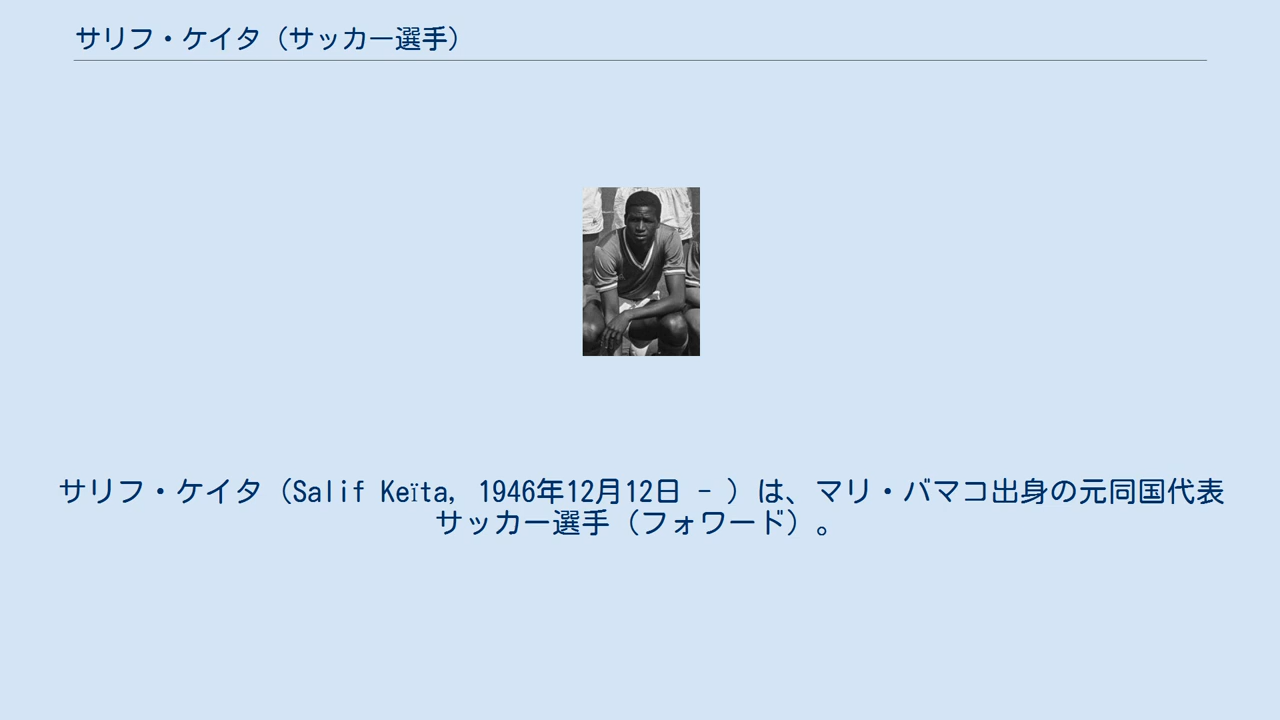 サリフ・ケイタ（サッカー選手）
サリフ・ケイタ（Salif Keïta, 1946年12月12日 - ）は、マリ・バマコ出身の元同国代表
サッカー選手（フォワード）。